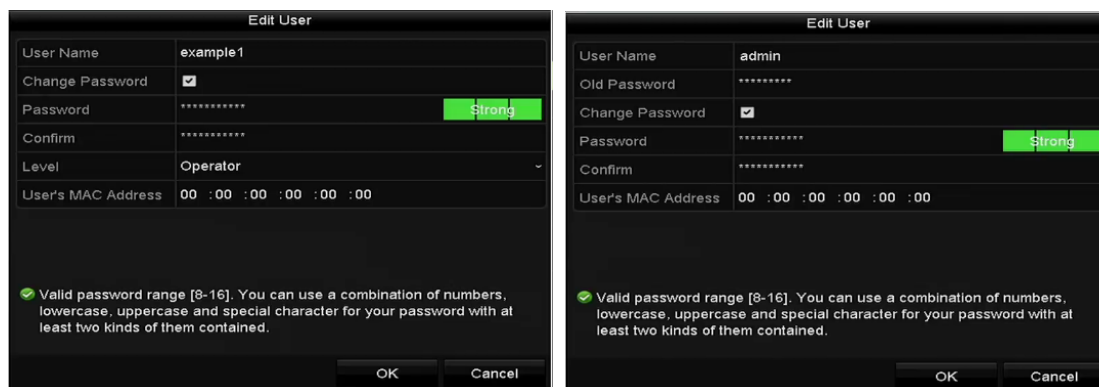 Edit User
User Name example1
Change Password
Password *********** Strong
Confirm ***********
Level Operator
User's MAC Address 00 :00 :00 :00 :00 :00
Valid password range [8-16]. You can use a combination of numbers,
lowercase, uppercase and special character for your password with at
least two kinds of them contained.
OK Cancel
Edit User
User Name admin
Old Password *********
Change Password
Password *********** Strong
Confirm ***********
User's MAC Address 00 :00 :00 :00 :00 :00
Valid password range [8-16]. You can use a combination of numbers,
lowercase, uppercase and special character for your password with at
least two kinds of them contained.
OK Cancel